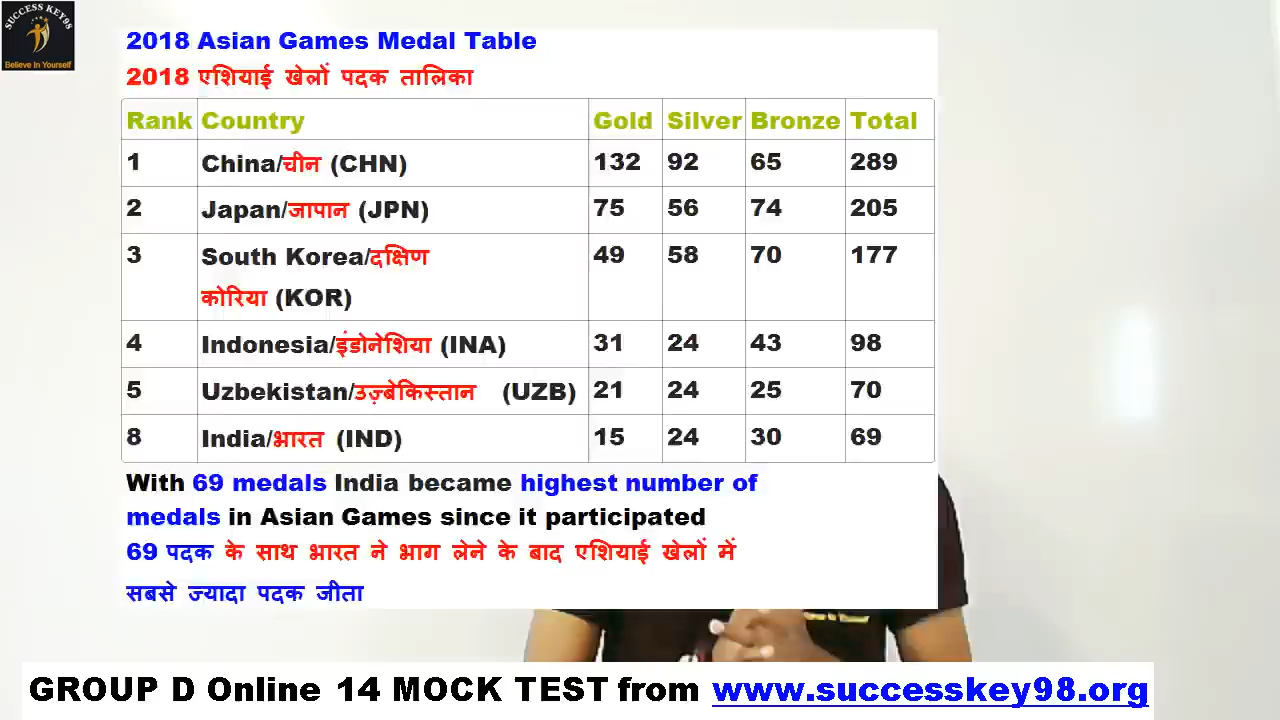 SUCCESS KEY98
Believe In Yourself
2018 Asian Games Medal Table
2018 एशियाई खेलों पदक तालिका
Rank Country Gold Silver Bronze Total
1 China/चीन (CHN) 132 92 65 289
2 Japan/जापान (JPN) 75 56 74 205
3 South Korea/दक्षिण 49 58 70 177
कोरिया (KOR)
4 Indonesia/इंडोनेशिया (INA) 31 24 43 98
5 Uzbekistan/उज़्बेकिस्तान (UZB) 21 24 25 70
8 India/भारत (IND) 15 24 30 69
With 69 medals India became highest number of
medals in Asian Games since it participated
69 पदक के साथ भारत ने भाग लेने के बाद एशियाई खेलों में
सबसे ज्यादा पदक जीता
GROUP D Online 14 MOCK TEST from www.successkey98.org